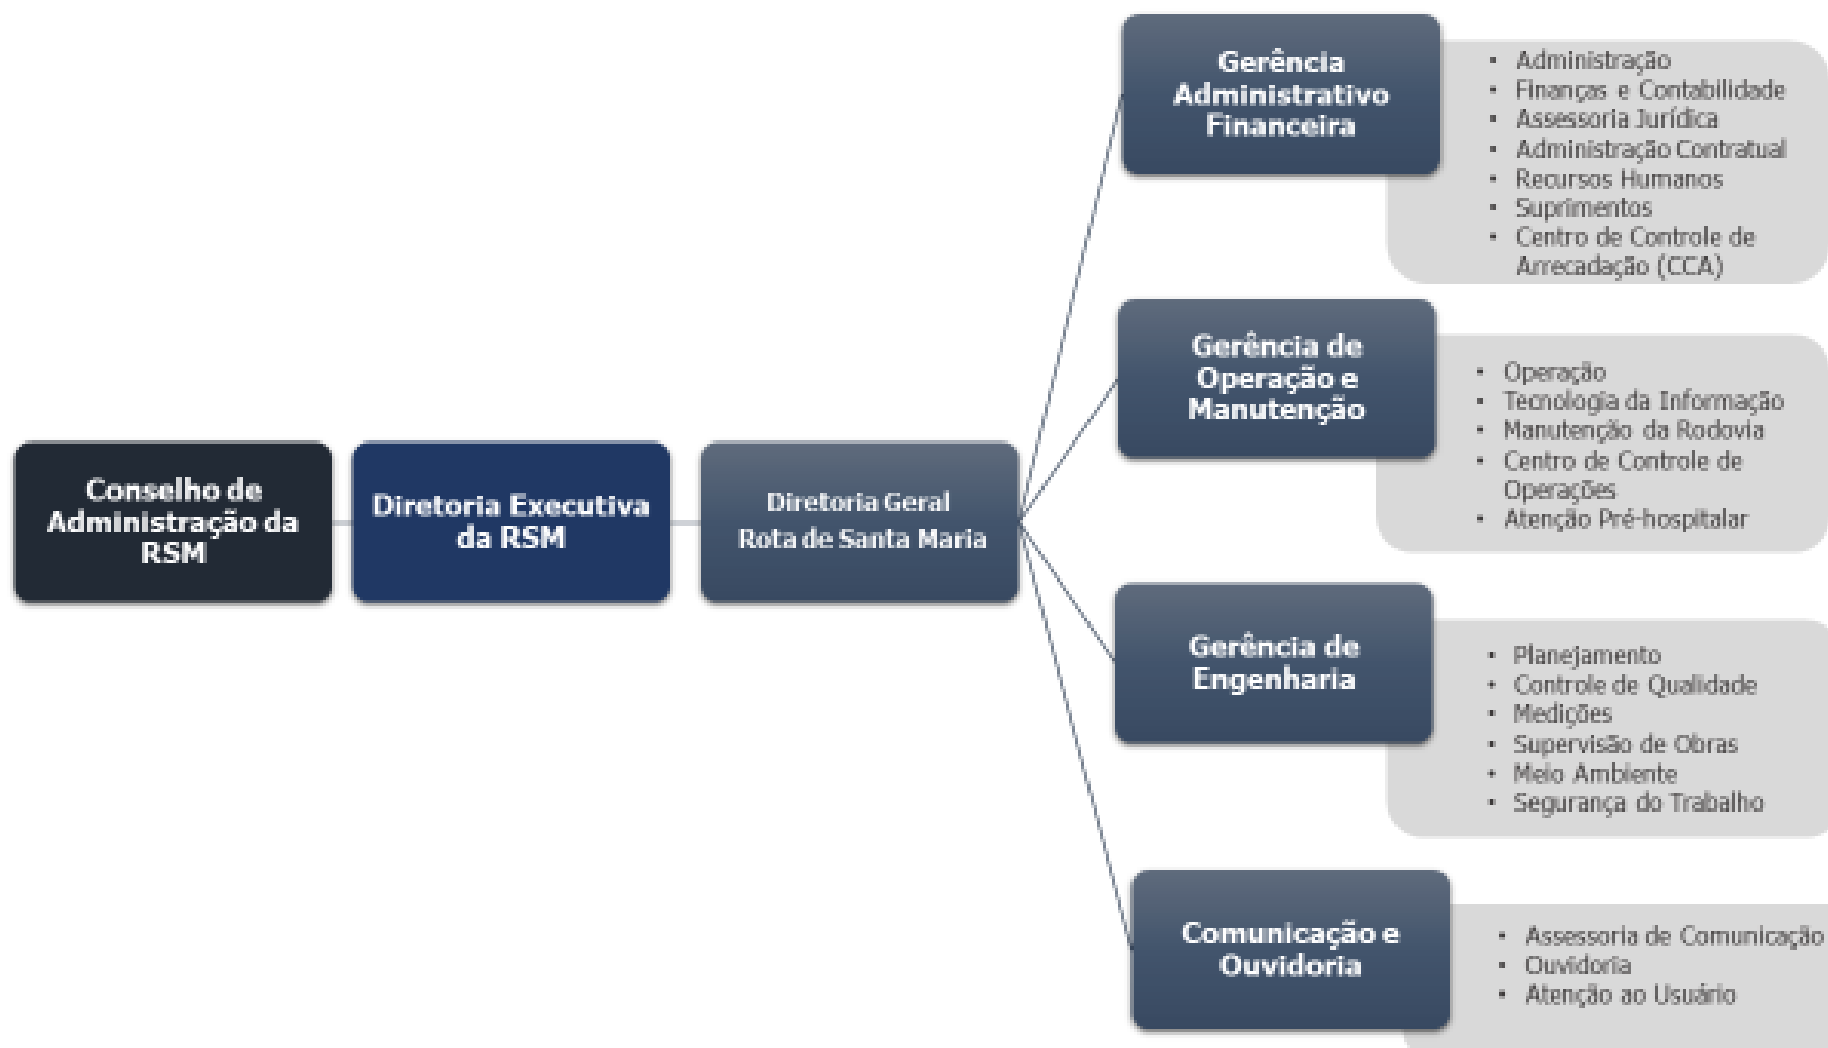 Conselho de
Administração da
RSM
Diretoria Executiva
da RSM
Diretoria Geral
Rota de Santa Maria
Gerência
Administrativo
Financeira
• Administração
• Finanças e Contabilidade
• Assessoria Jurídica
• Administração Contratual
• Recursos Humanos
• Suprimentos
• Centro de Controle de
Arrecadação (CCA)
Gerência de
Operação e
Manutenção
• Operação
• Tecnologia da Informação
• Manutenção da Rodovia
• Centro de Controle de
Operações
• Atenção Pré-hospitalar
Gerência de
Engenharia
• Planejamento
• Controle de Qualidade
• Medições
• Supervisão de Obras
• Meio Ambiente
• Segurança do Trabalho
Comunicação e
Ouvidoria
• Assessoria de Comunicação
• Ouvidoria
• Atenção ao Usuário